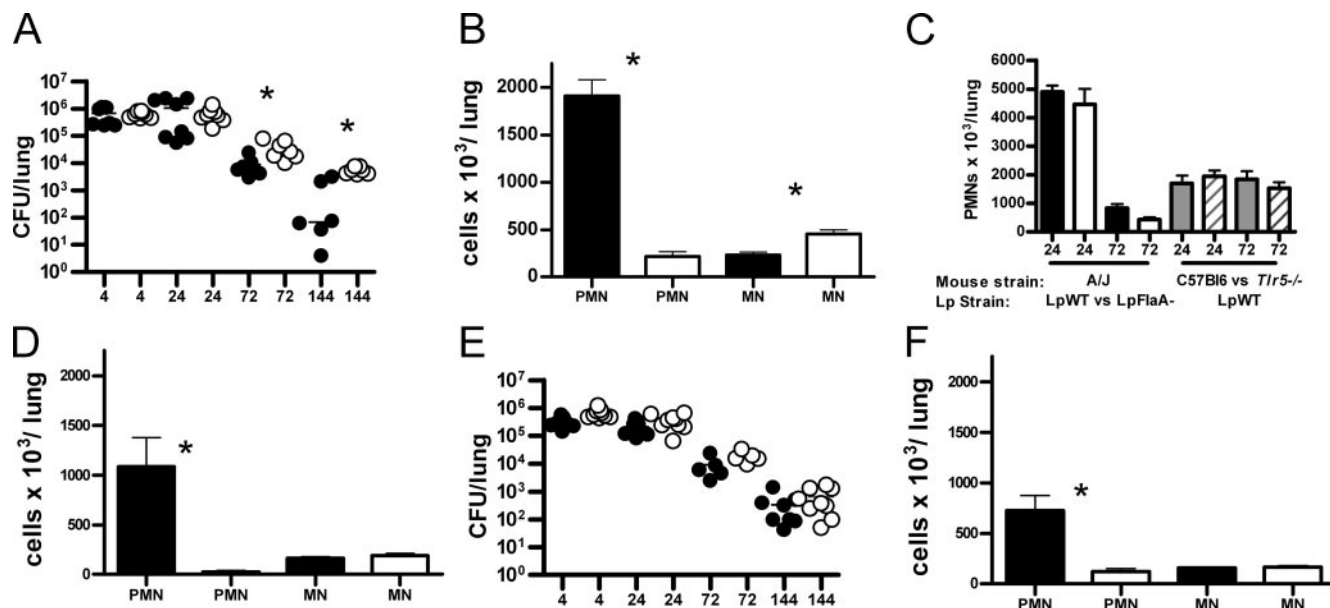 A
CFU/lung
10^7
10^6
10^5
10^4
10^3
10^2
10^1
10^0
*
*
4 4 24 24 72 72 144 144
B
cells x 10^3/ lung
2000
1500
1000
500
0
*
*
PMN PMN MN MN
C
PMNs x 10^3/lung
6000
5000
4000
3000
2000
1000
0
24 24 72 72 24 24 72 72
Mouse strain: A/J C57Bl6 vs Tlr5-/-
Lp Strain: LpWT vs LpFlaA- LpWT
D
cells x 10^3/ lung
2000
1500
1000
500
0
*
PMN PMN MN MN
E
CFU/lung
10^7
10^6
10^5
10^4
10^3
10^2
10^1
10^0
4 4 24 24 72 72 144 144
F
cells x 10^3/ lung
2000
1500
1000
500
0
*
PMN PMN MN MN